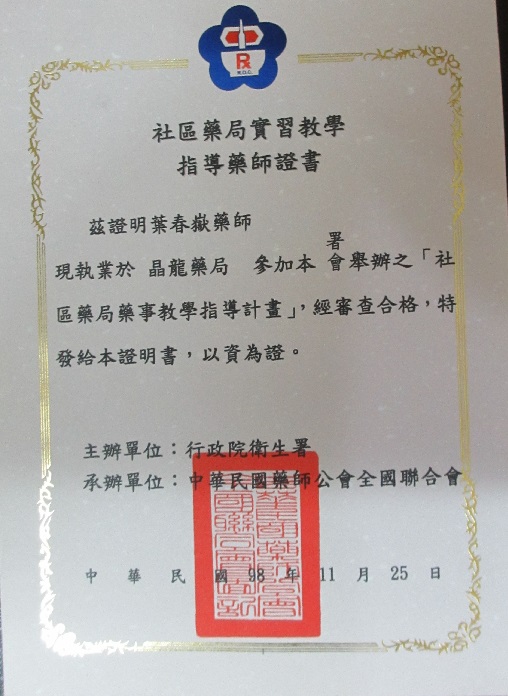 社區藥局實習教學
指導藥師證書
茲證明葉春嶽藥師
現執業於 晶龍藥局 參加本 署會舉辦之「社
區藥局藥事教學指導計畫」，經審查合格，特
發給本證明書，以資為證。
主辦單位：行政院衛生署
承辦單位：中華民國藥師公會全國聯合會
中華民國 98 年 11 月 25 日